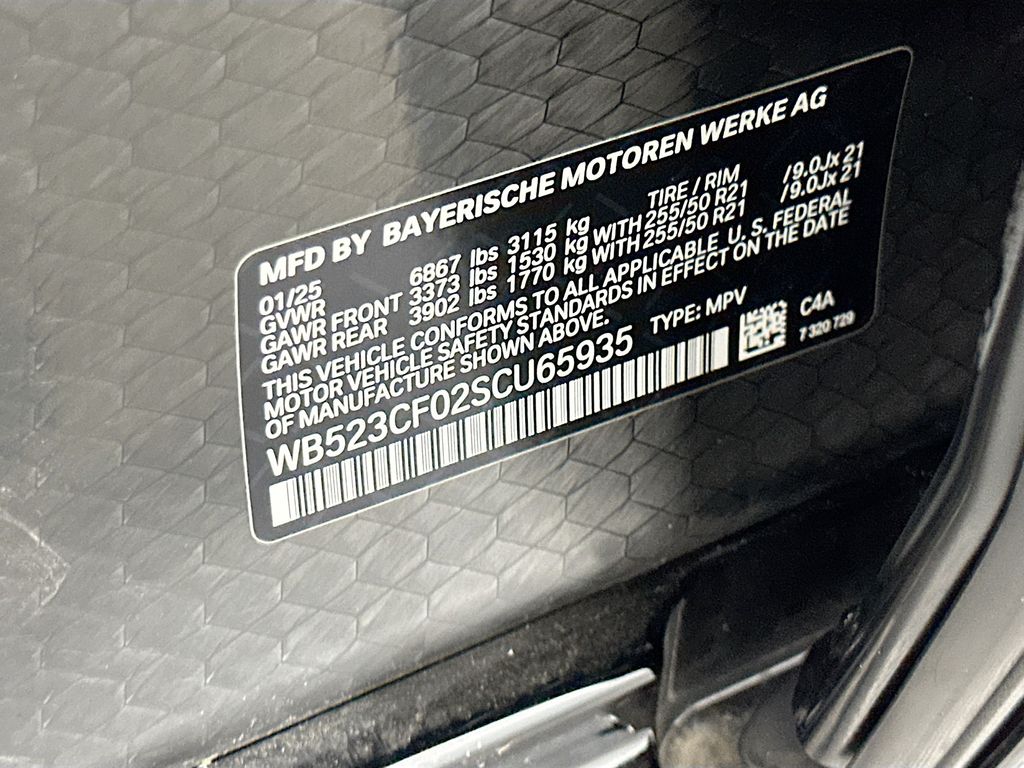 MFD BY BAYERISCHE MOTOREN WERKE AG
01/25 TIRE / RIM
GVWR 6867 lbs 3115 kg
GAWR FRONT 3373 lbs 1530 kg WITH 255/50 R21 /9.0Jx 21
GAWR REAR 3902 lbs 1770 kg WITH 255/50 R21 /9.0Jx 21
THIS VEHICLE CONFORMS TO ALL APPLICABLE U. S. FEDERAL
MOTOR VEHICLE SAFETY STANDARDS IN EFFECT ON THE DATE
OF MANUFACTURE SHOWN ABOVE.
WB523CF02SCU65935 TYPE: MPV C4A
7 320 729